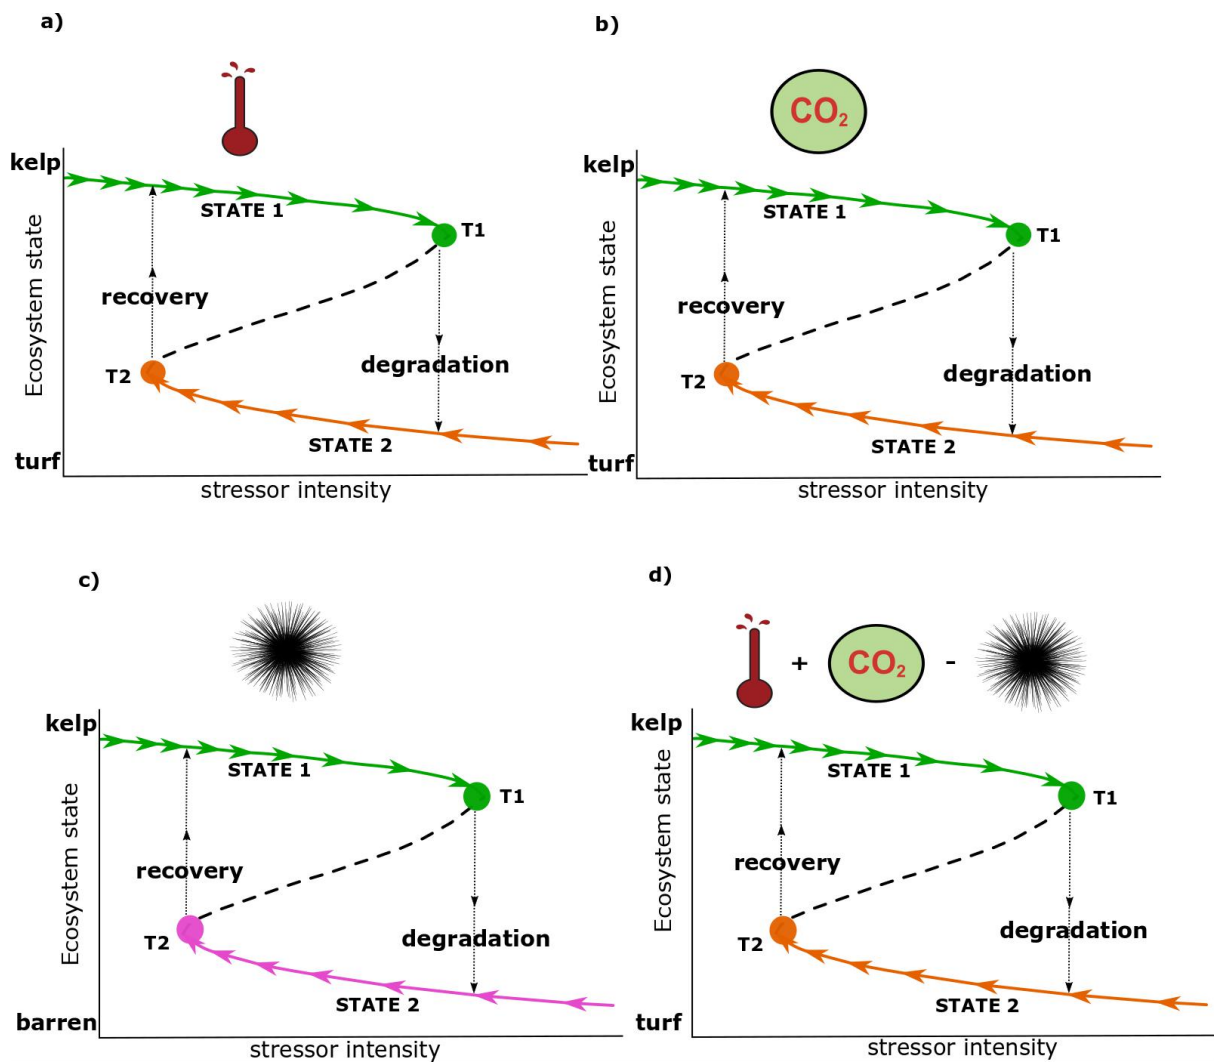 a)
kelp
STATE 1
T1
recovery
degradation
T2
STATE 2
turf
Ecosystem state
stressor intensity
b)
CO₂
kelp
STATE 1
T1
recovery
degradation
T2
STATE 2
turf
Ecosystem state
stressor intensity
c)
kelp
STATE 1
T1
recovery
degradation
T2
STATE 2
barren
Ecosystem state
stressor intensity
d)
+ CO₂ -
kelp
STATE 1
T1
recovery
degradation
T2
STATE 2
turf
Ecosystem state
stressor intensity